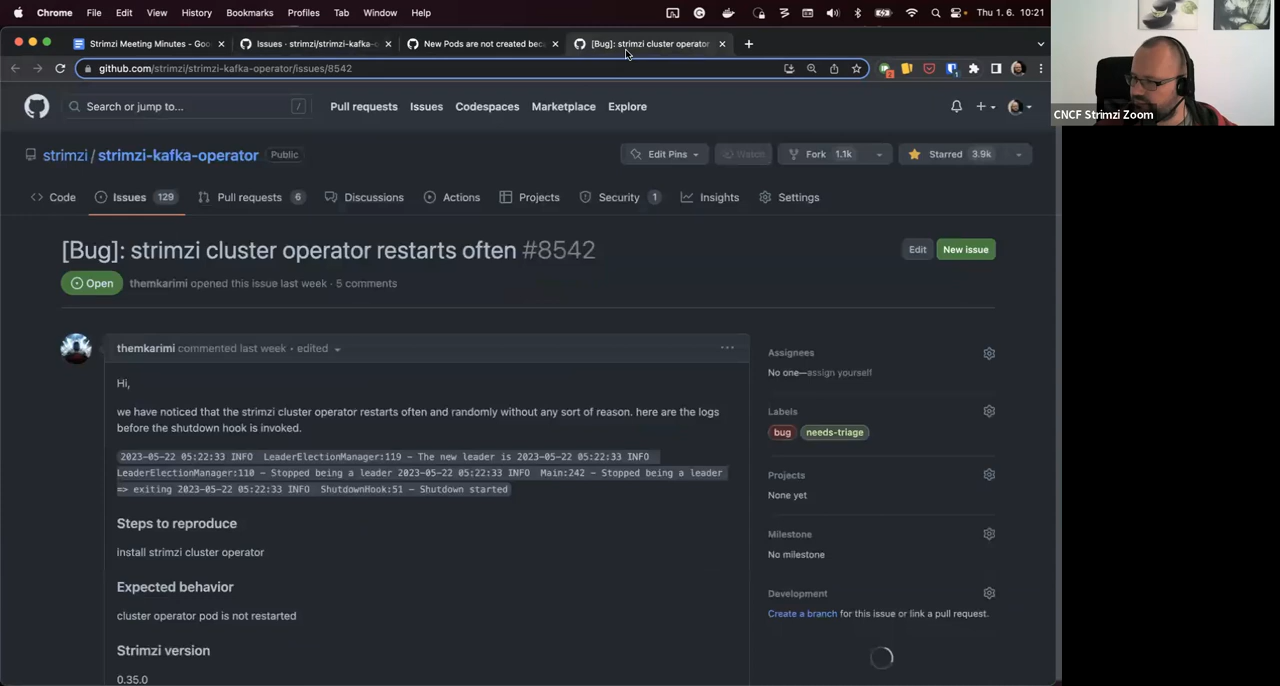 Chrome File Edit View History Bookmarks Profiles Tab Window Help Thu 1. 6. 10:21
Strimzi Meeting Minutes - Goo Issues · strimzi/strimzi-kafka-o New Pods are not created bec [Bug]: strimzi cluster operator
github.com/strimzi/strimzi-kafka-operator/issues/8542
Search or jump to... / Pull requests Issues Codespaces Marketplace Explore
CNCF Strimzi Zoom
strimzi / strimzi-kafka-operator Public Edit Pins Watch Fork 1.1k Starred 3.9k
Code Issues 129 Pull requests 6 Discussions Actions Projects Security 1 Insights Settings
[Bug]: strimzi cluster operator restarts often #8542 Edit New issue
Open themkarimi opened this issue last week · 5 comments
themkarimi commented last week • edited
Hi,
we have noticed that the strimzi cluster operator restarts often and randomly without any sort of reason. here are the logs
before the shutdown hook is invoked.
2023-05-22 05:22:33 INFO LeaderElectionManager:119 - The new leader is 2023-05-22 05:22:33 INFO
LeaderElectionManager:110 - Stopped being a leader 2023-05-22 05:22:33 INFO Main:242 - Stopped being a leader
=> exiting 2023-05-22 05:22:33 INFO ShutdownHook:51 - Shutdown started
Steps to reproduce
install strimzi cluster operator
Expected behavior
cluster operator pod is not restarted
Strimzi version
0.35.0
Assignees
No one—assign yourself
Labels
bug needs-triage
Projects
None yet
Milestone
No milestone
Development
Create a branch for this issue or link a pull request.